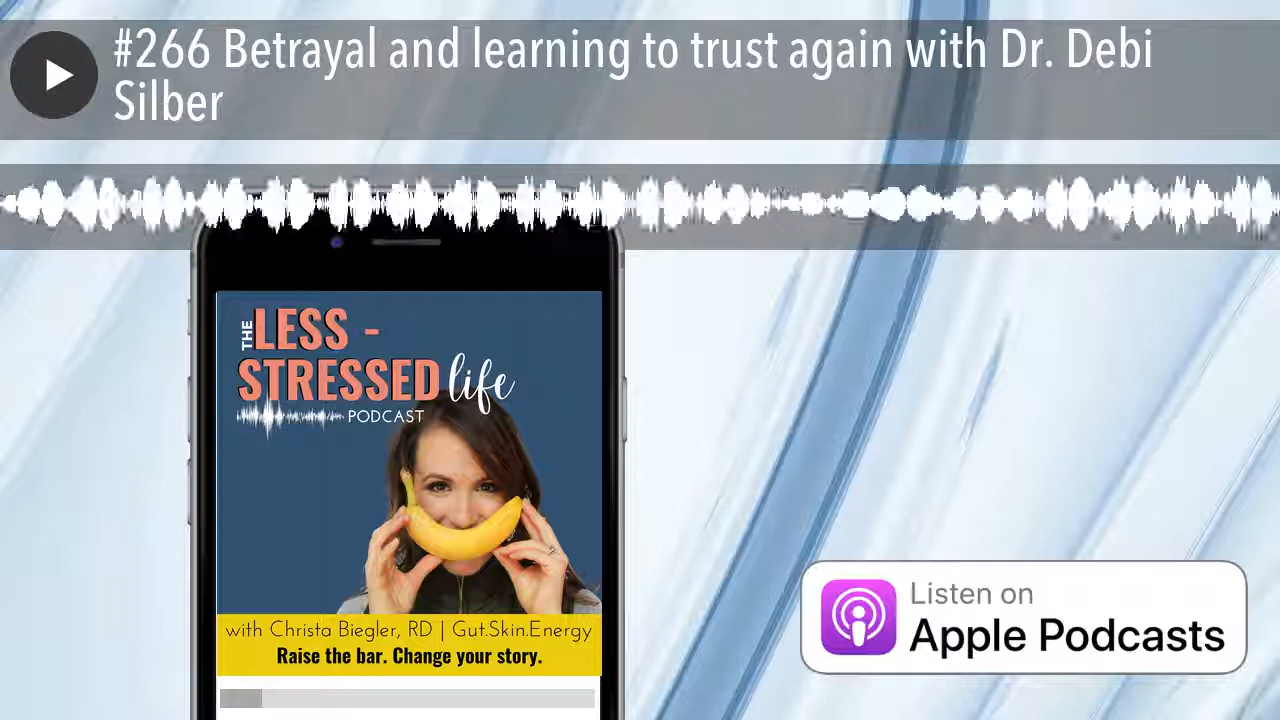 #266 Betrayal and learning to trust again with Dr. Debi
Silber
THE LESS -
STRESSED life
PODCAST
with Christa Biegler, RD | Gut.Skin.Energy
Raise the bar. Change your story.
Listen on
Apple Podcasts